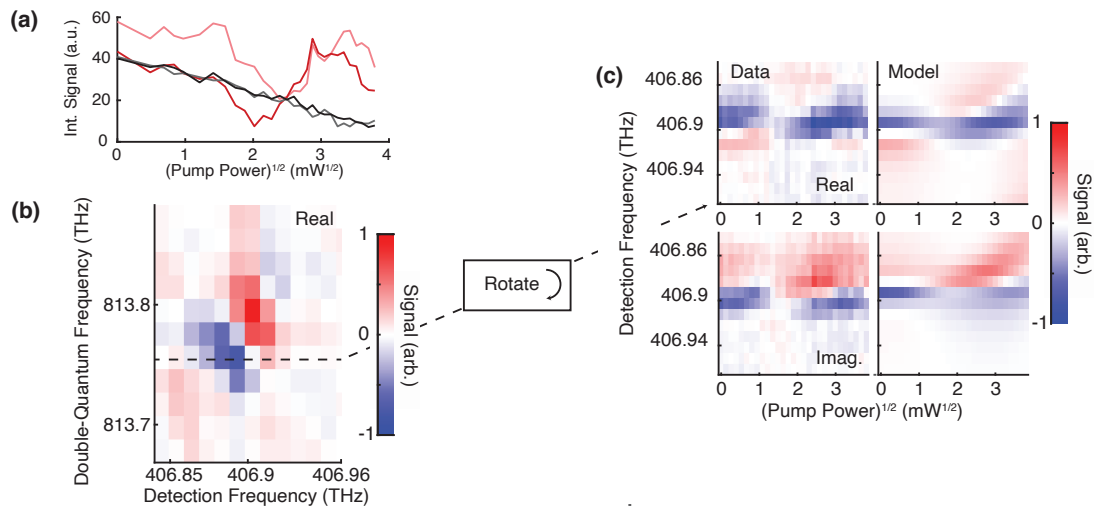 (a)
Int. Signal (a.u.)
60
40
20
0
0 1 2 3 4
(Pump Power)1/2 (mW1/2)
(b)
Double-Quantum Frequency (THz)
Real
813.8
813.7
406.85 406.9 406.96
Detection Frequency (THz)
1
0
-1
Signal (arb.)
Rotate
(c)
Detection Frequency (THz)
Data Model
406.86
406.9
406.94
Real
0 1 2 3 0 1 2 3
406.86
406.9
406.94
Imag.
0 1 2 3 0 1 2 3
(Pump Power)1/2 (mW1/2)
1
0
-1
Signal (arb.)